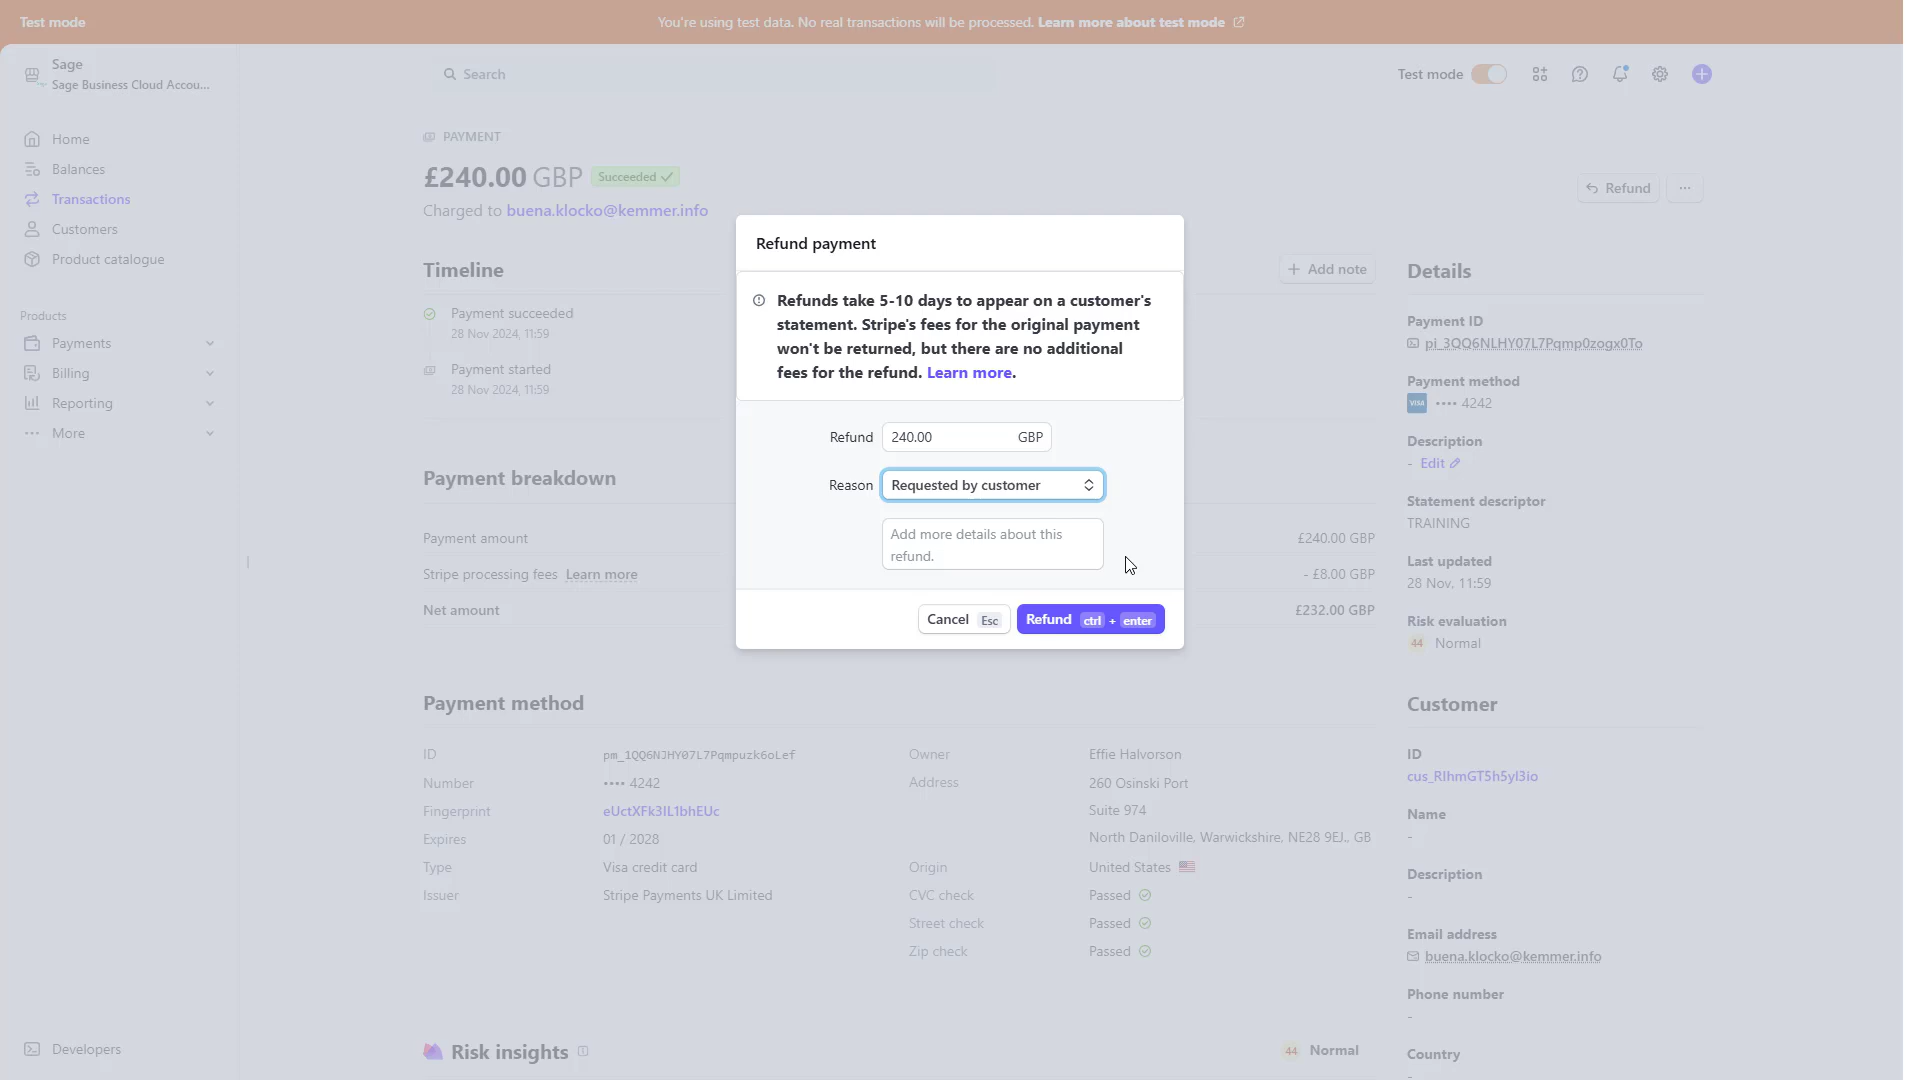 Test mode
You're using test data. No real transactions will be processed. Learn more about test mode
Sage
Sage Business Cloud Accou...
Search
Test mode
Home
Balances
Transactions
Customers
Product catalogue
Products
Payments
Billing
Reporting
More
Developers
PAYMENT
£240.00 GBP Succeeded
Charged to buena.klocko@kemmer.info
Refund
Timeline
Add note
Payment succeeded
28 Nov 2024, 11:59
Payment started
28 Nov 2024, 11:59
Payment breakdown
Payment amount £240.00 GBP
Stripe processing fees Learn more - £8.00 GBP
Net amount £232.00 GBP
Refund payment
Refunds take 5-10 days to appear on a customer's
statement. Stripe's fees for the original payment
won't be returned, but there are no additional
fees for the refund. Learn more.
Refund 240.00 GBP
Reason Requested by customer
Add more details about this
refund.
Cancel Esc
Refund ctrl + enter
Payment method
ID pm_1QQ6NJHY07L7Pqmpuzk6oLef
Number •••• 4242
Fingerprint eUctXFk3IL1bhEUc
Expires 01 / 2028
Type Visa credit card
Issuer Stripe Payments UK Limited
Owner Effie Halvorson
Address 260 Osinski Port
Suite 974
North Daniloville, Warwickshire, NE28 9EJ,, GB
Origin United States
CVC check Passed
Street check Passed
Zip check Passed
Risk insights
44 Normal
Details
Payment ID
pi_3QQ6NLHY07L7Pqmp0zogx0To
Payment method
VISA •••• 4242
Description
- Edit
Statement descriptor
TRAINING
Last updated
28 Nov, 11:59
Risk evaluation
44 Normal
Customer
ID
cus_RIhmGT5h5yl3io
Name
-
Description
-
Email address
buena.klocko@kemmer.info
Phone number
-
Country
-